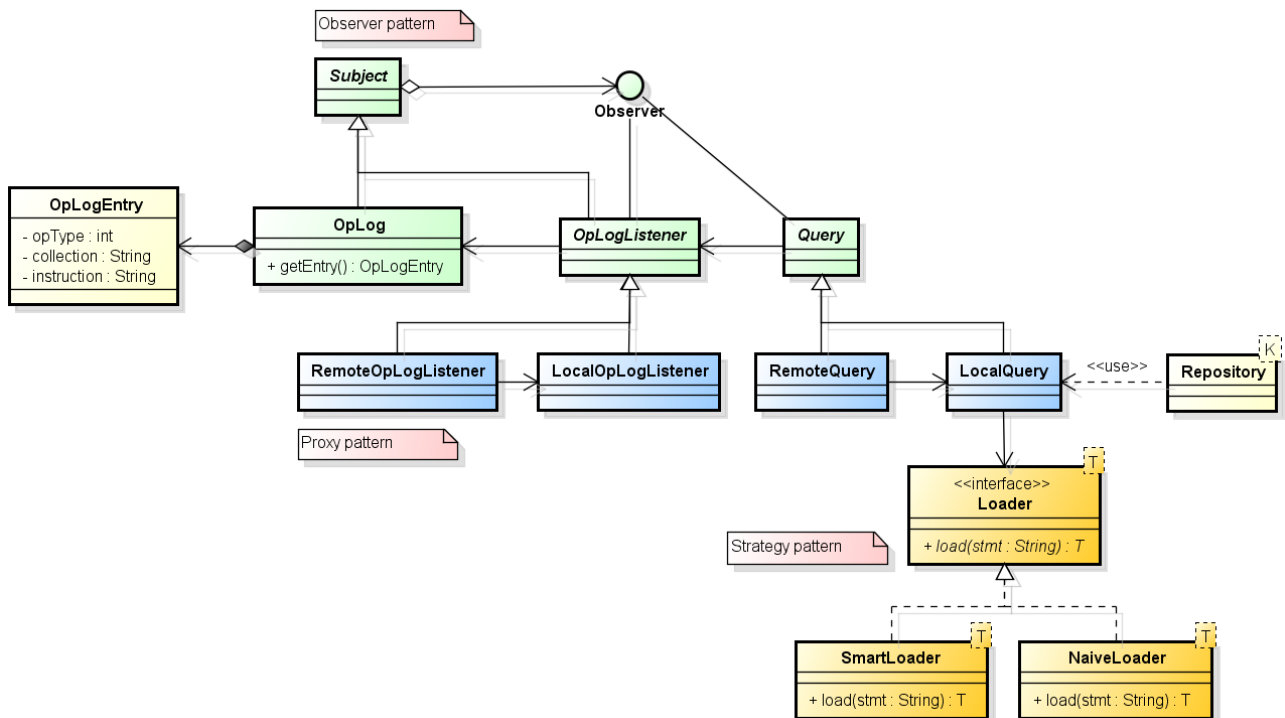 Observer pattern
Subject
Observer
OpLogEntry
- opType : int
- collection : String
- instruction : String
OpLog
+ getEntry() : OpLogEntry
OpLogListener
Query
RemoteOpLogListener
LocalOpLogListener
RemoteQuery
LocalQuery
<<use>>
Repository
K
Proxy pattern
T
<<interface>>
Loader
+ load(stmt : String) : T
Strategy pattern
T
SmartLoader
+ load(stmt : String) : T
T
NaiveLoader
+ load(stmt : String) : T